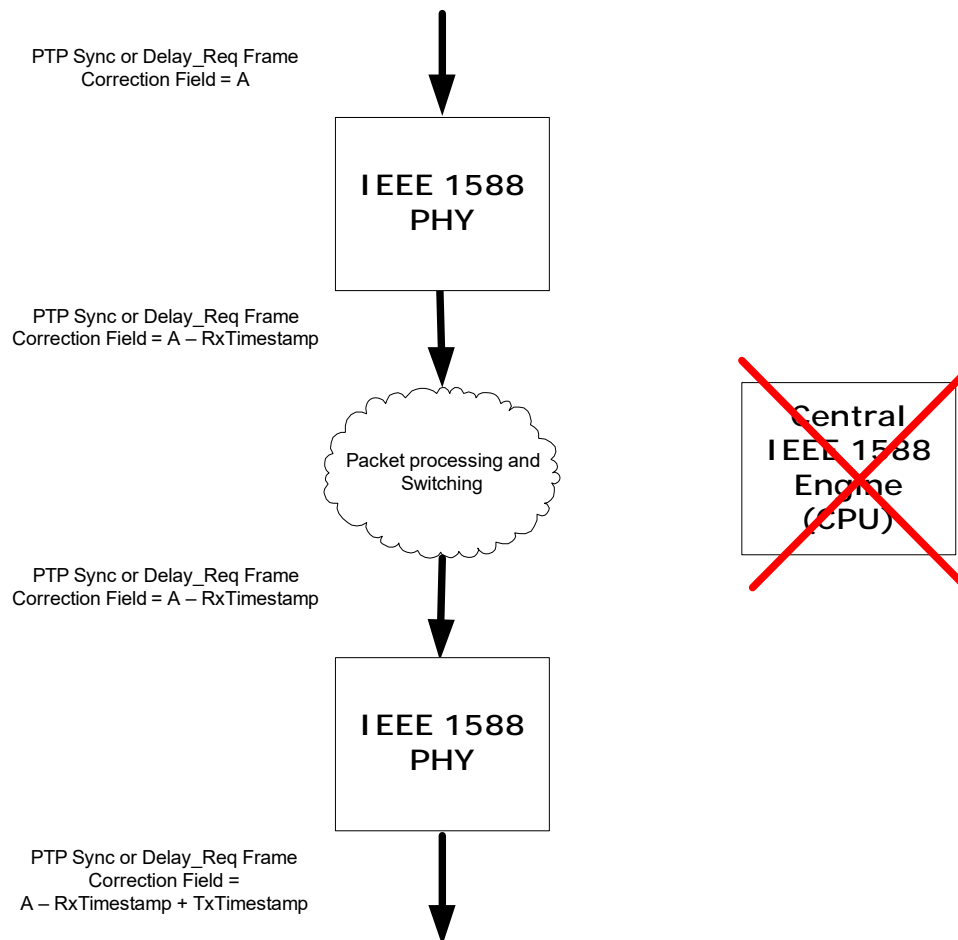 PTP Sync or Delay_Req Frame
Correction Field = A
IEEE 1588
PHY
PTP Sync or Delay_Req Frame
Correction Field = A – RxTimestamp
Packet processing and
Switching
Central
IEEE 1588
Engine
(CPU)
PTP Sync or Delay_Req Frame
Correction Field = A – RxTimestamp
IEEE 1588
PHY
PTP Sync or Delay_Req Frame
Correction Field =
A – RxTimestamp + TxTimestamp